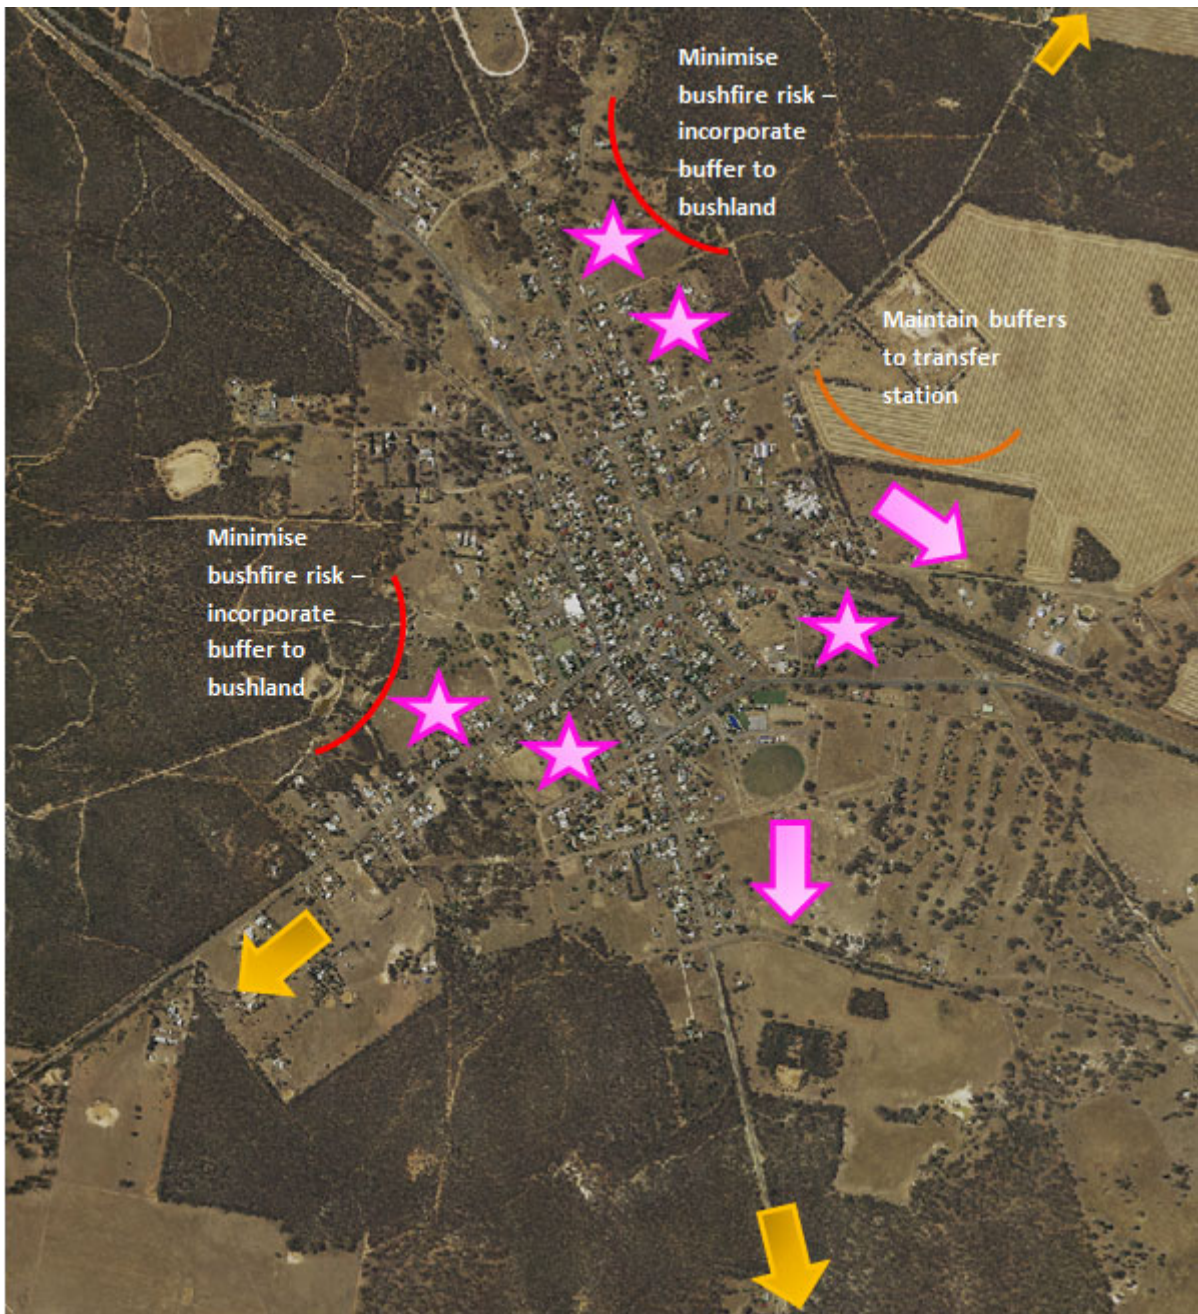 Minimise
bushfire risk –
incorporate
buffer to
bushland
Maintain buffers
to transfer
station
Minimise
bushfire risk –
incorporate
buffer to
bushland